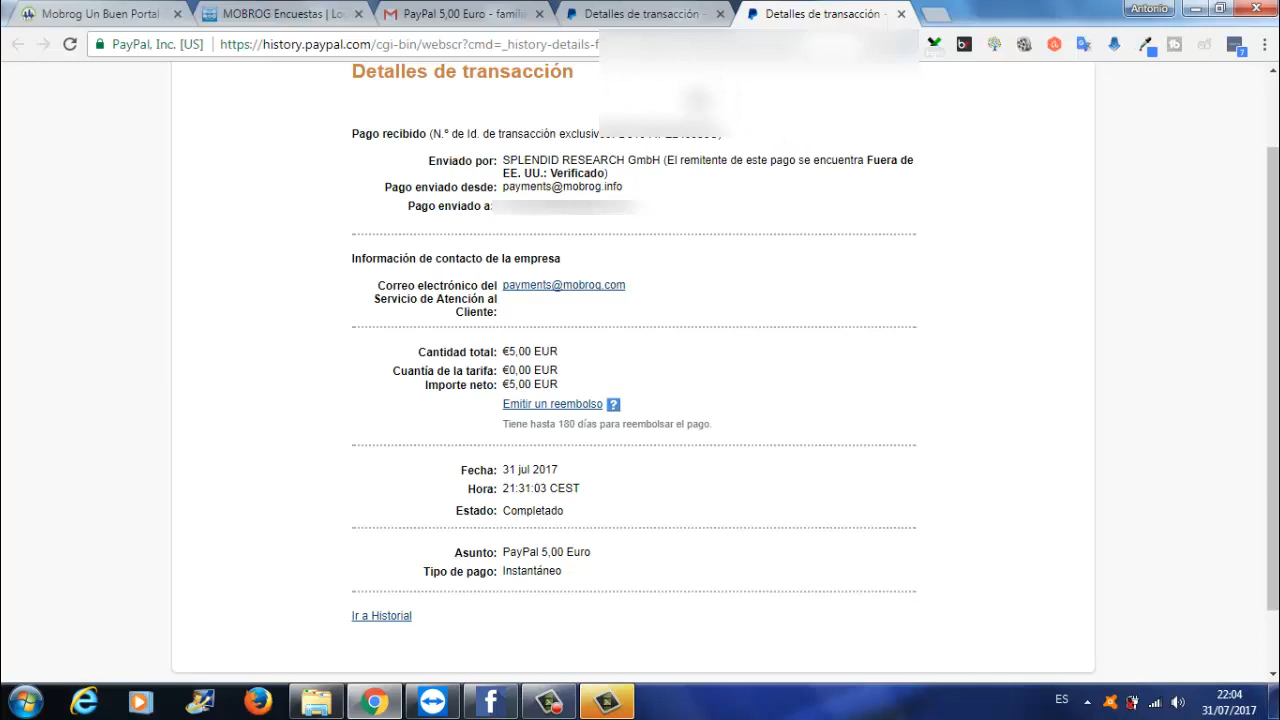 Mobrog Un Buen Portal
MOBROG Encuestas | Lo
PayPal 5,00 Euro - famili
Detalles de transacción -
Detalles de transacción -
Antonio
PayPal, Inc. [US]
https://history.paypal.com/cgi-bin/webscr?cmd=_history-details-f
Detalles de transacción
Pago recibido (N.º de Id. de transacción exclusivo
Enviado por: SPLENDID RESEARCH GmbH (El remitente de este pago se encuentra Fuera de
EE. UU.: Verificado)
Pago enviado desde: payments@mobrog.info
Pago enviado a:
Información de contacto de la empresa
Correo electrónico del payments@mobrog.com
Servicio de Atención al
Cliente:
Cantidad total: €5,00 EUR
Cuantía de la tarifa: €0,00 EUR
Importe neto: €5,00 EUR
Emitir un reembolso ?
Tiene hasta 180 días para reembolsar el pago.
Fecha: 31 jul 2017
Hora: 21:31:03 CEST
Estado: Completado
Asunto: PayPal 5,00 Euro
Tipo de pago: Instantáneo
Ir a Historial
ES
22:04
31/07/2017